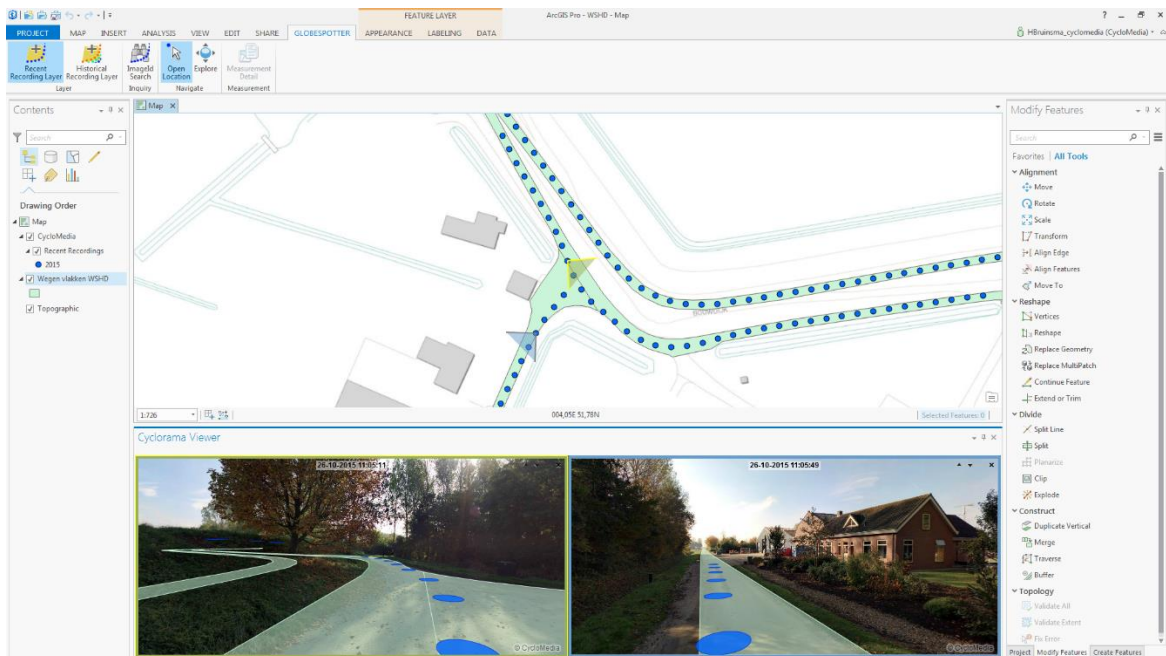 FEATURE LAYER
ArcGIS Pro - WSHD - Map
PROJECT MAP INSERT ANALYSIS VIEW EDIT SHARE GLOBESPOTTER APPEARANCE LABELING DATA
HBruinsma_cyclomedia (CycloMedia)
Recent Recording Layer
Historical Recording Layer
ImageId Search
Open Location
Explore
Measurement Detail
Layer
Inquiry
Navigate
Measurement
Contents
Search
Drawing Order
Map
CycloMedia
Recent Recordings
2015
Wegen vlakken WSHD
Topographic
Map
1:726
004,05E 51,78N
Selected Features: 0
Cyclorama Viewer
26-10-2015 11:05:11
© CycloMedia
26-10-2015 11:05:49
© CycloMedia
Modify Features
Search
Favorites All Tools
Alignment
Move
Rotate
Scale
Transform
Align Edge
Align Features
Move To
Reshape
Vertices
Reshape
Replace Geometry
Replace MultiPatch
Continue Feature
Extend or Trim
Divide
Split Line
Split
Planarize
Clip
Explode
Construct
Duplicate Vertical
Merge
Traverse
Buffer
Topology
Validate All
Validate Extent
Fix Error
Project Modify Features Create Features